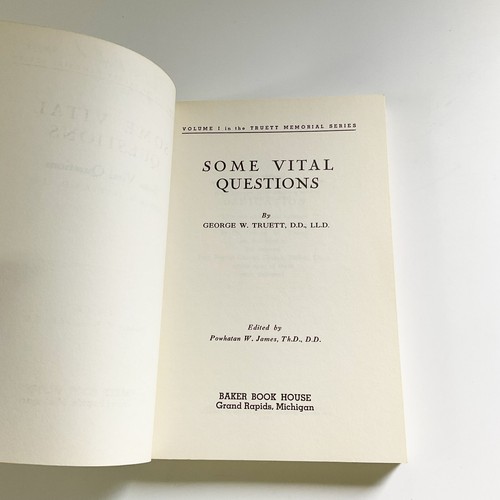 VOLUME I in the TRUETT MEMORIAL SERIES
SOME VITAL
QUESTIONS
By
GEORGE W. TRUETT, D.D., LL.D.
Edited by
Powhatan W. James, Th.D., D.D.
BAKER BOOK HOUSE
Grand Rapids, Michigan